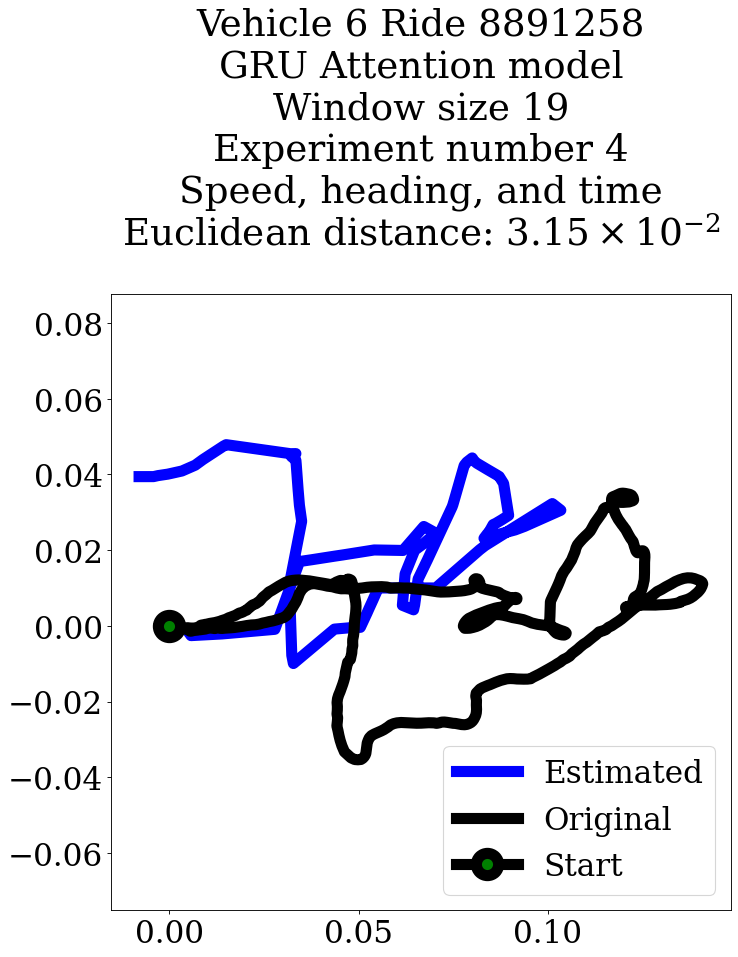 Vehicle 6 Ride 8891258
GRU Attention model
Window size 19
Experiment number 4
Speed, heading, and time
Euclidean distance: 3.15 × 10⁻²
0.08
0.06
0.04
0.02
0.00
−0.02
−0.04
−0.06
Estimated
Original
Start
0.00 0.05 0.10